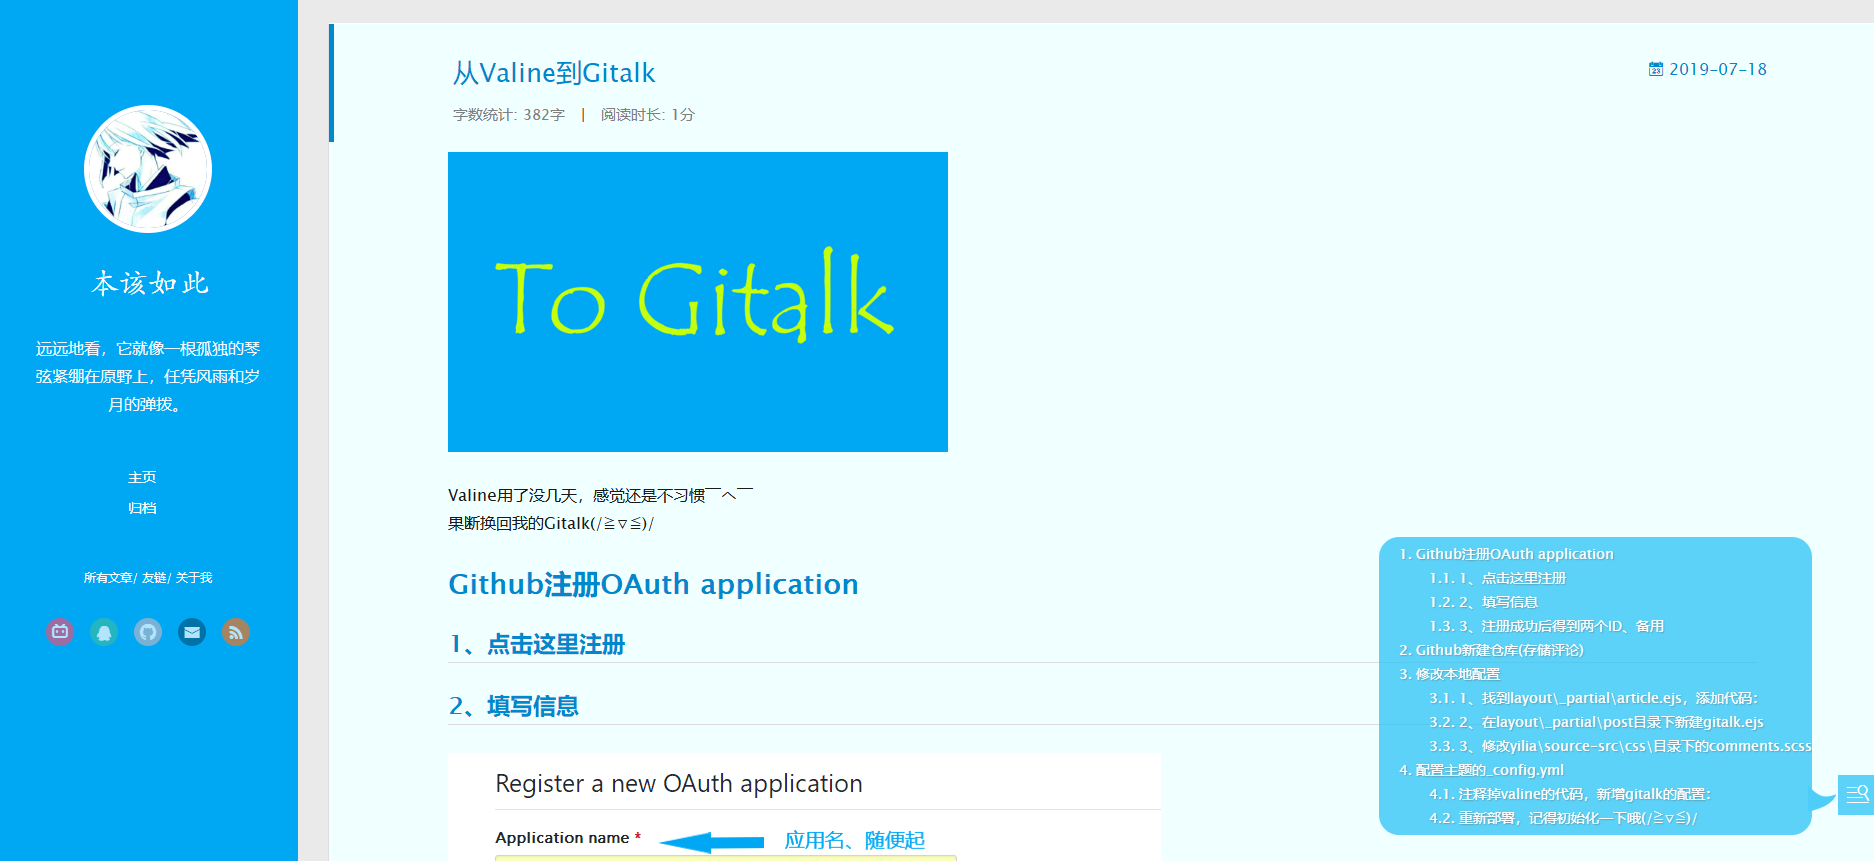 本该如此
远远地看，它就像一根孤独的琴
弦紧绷在原野上，任凭风雨和岁
月的弹拨。
主页
归档
所有文章/ 友链/ 关于我
从Valine到Gitalk
2019-07-18
字数统计: 382字 | 阅读时长: 1分
To Gitalk
Valine用了没几天，感觉还是不习惯￣へ￣
果断换回我的Gitalk(/≧▽≦)/
Github注册OAuth application
1、点击这里注册
2、填写信息
Register a new OAuth application
Application name *
应用名、随便起
1. Github注册OAuth application
1.1. 1、点击这里注册
1.2. 2、填写信息
1.3. 3、注册成功后得到两个ID、备用
2. Github新建仓库(存储评论)
3. 修改本地配置
3.1. 1、找到layout\_partial\article.ejs，添加代码：
3.2. 2、在layout\_partial\post目录下新建gitalk.ejs
3.3. 3、修改yilia\source-src\css\目录下的comments.scss
4. 配置主题的_config.yml
4.1. 注释掉valine的代码，新增gitalk的配置：
4.2. 重新部署，记得初始化一下哦(/≧▽≦)/